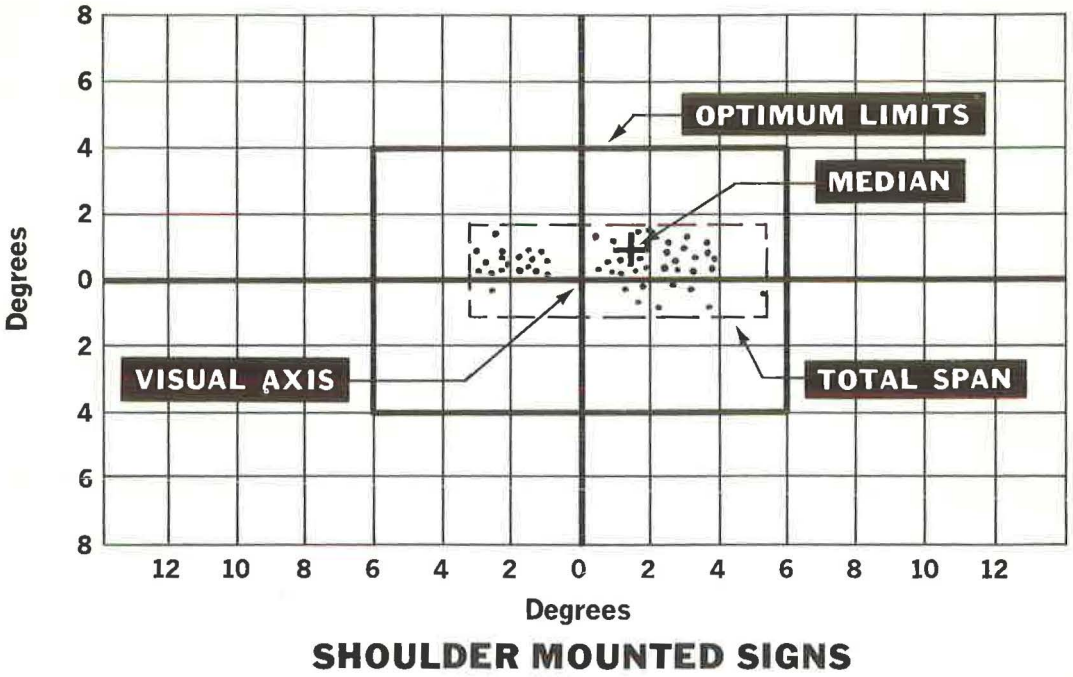 8
6
4
2
0
2
4
6
8
Degrees
OPTIMUM LIMITS
MEDIAN
VISUAL AXIS
TOTAL SPAN
12 10 8 6 4 2 0 2 4 6 8 10 12
Degrees
SHOULDER MOUNTED SIGNS